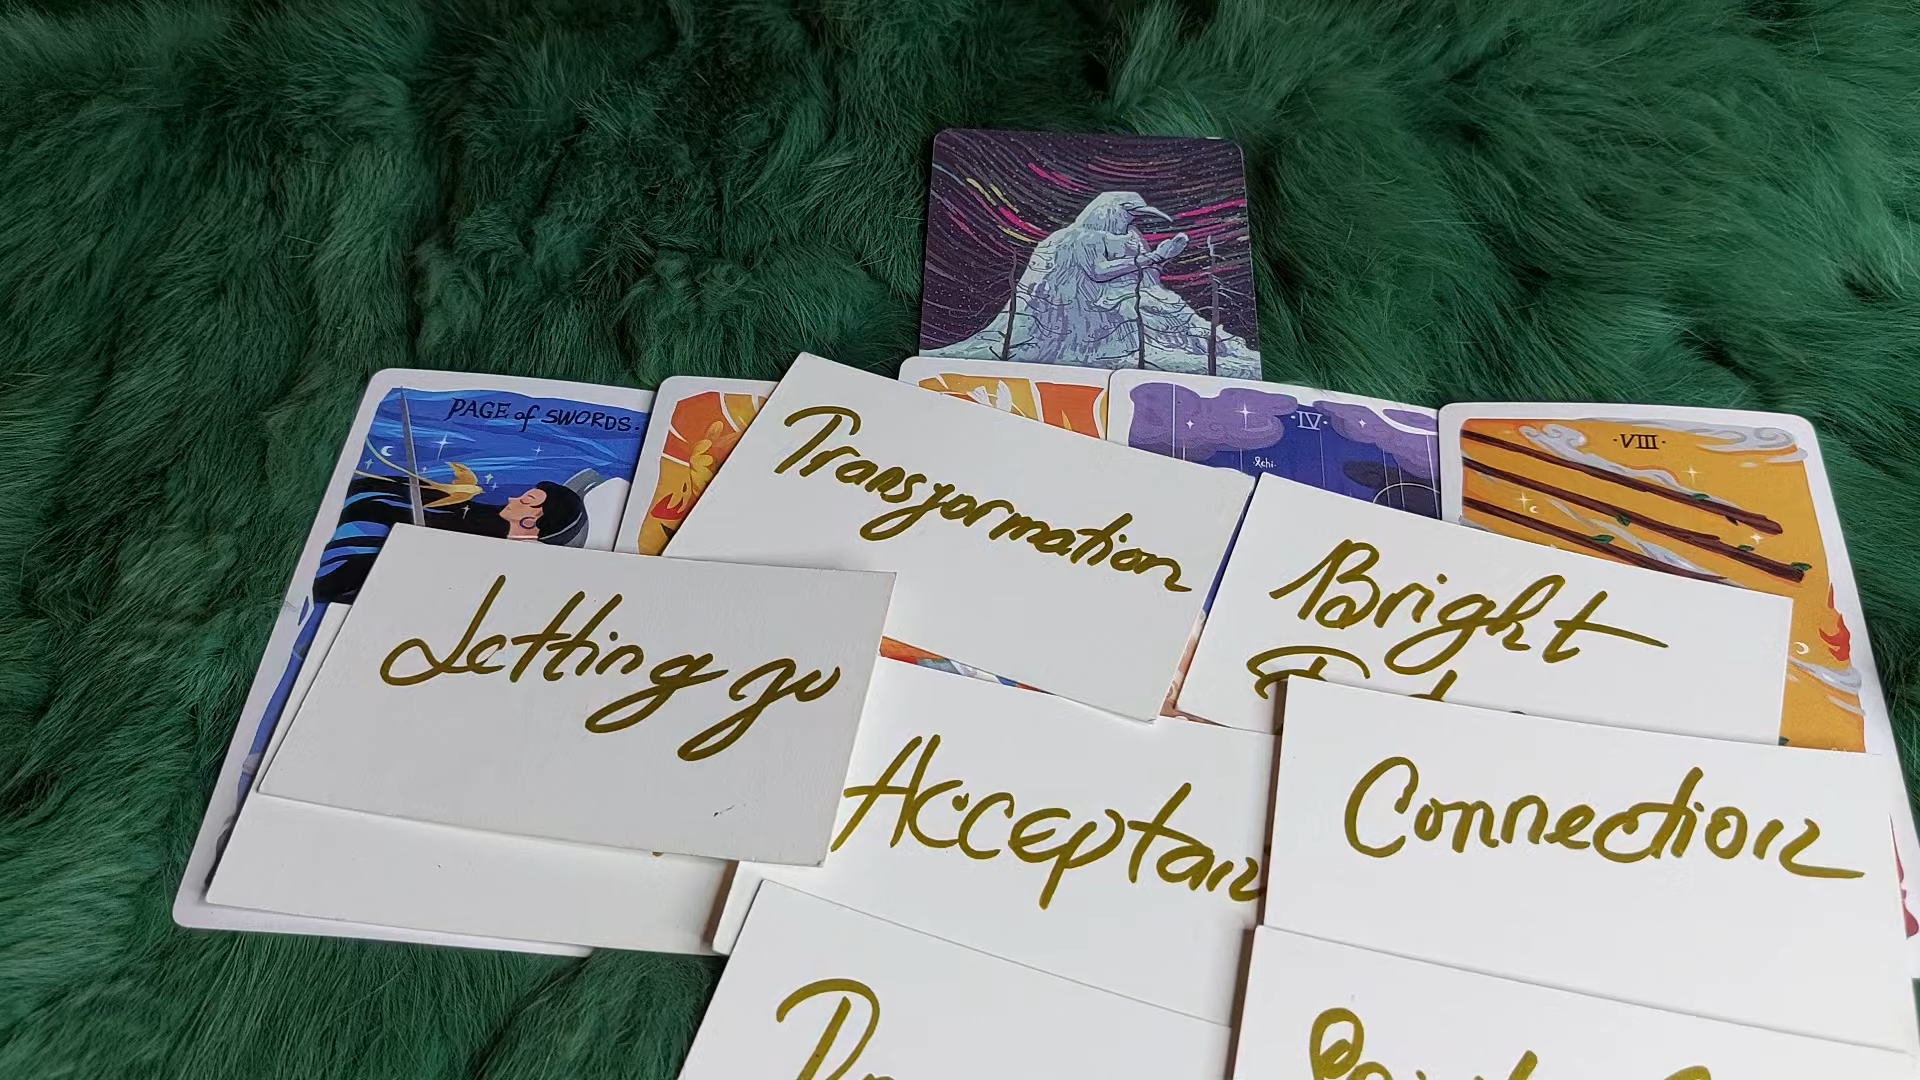 PAGE of SWORDS.
·IV·
·VIII·
Transformation
Bright
Letting go
Acceptan
Connection